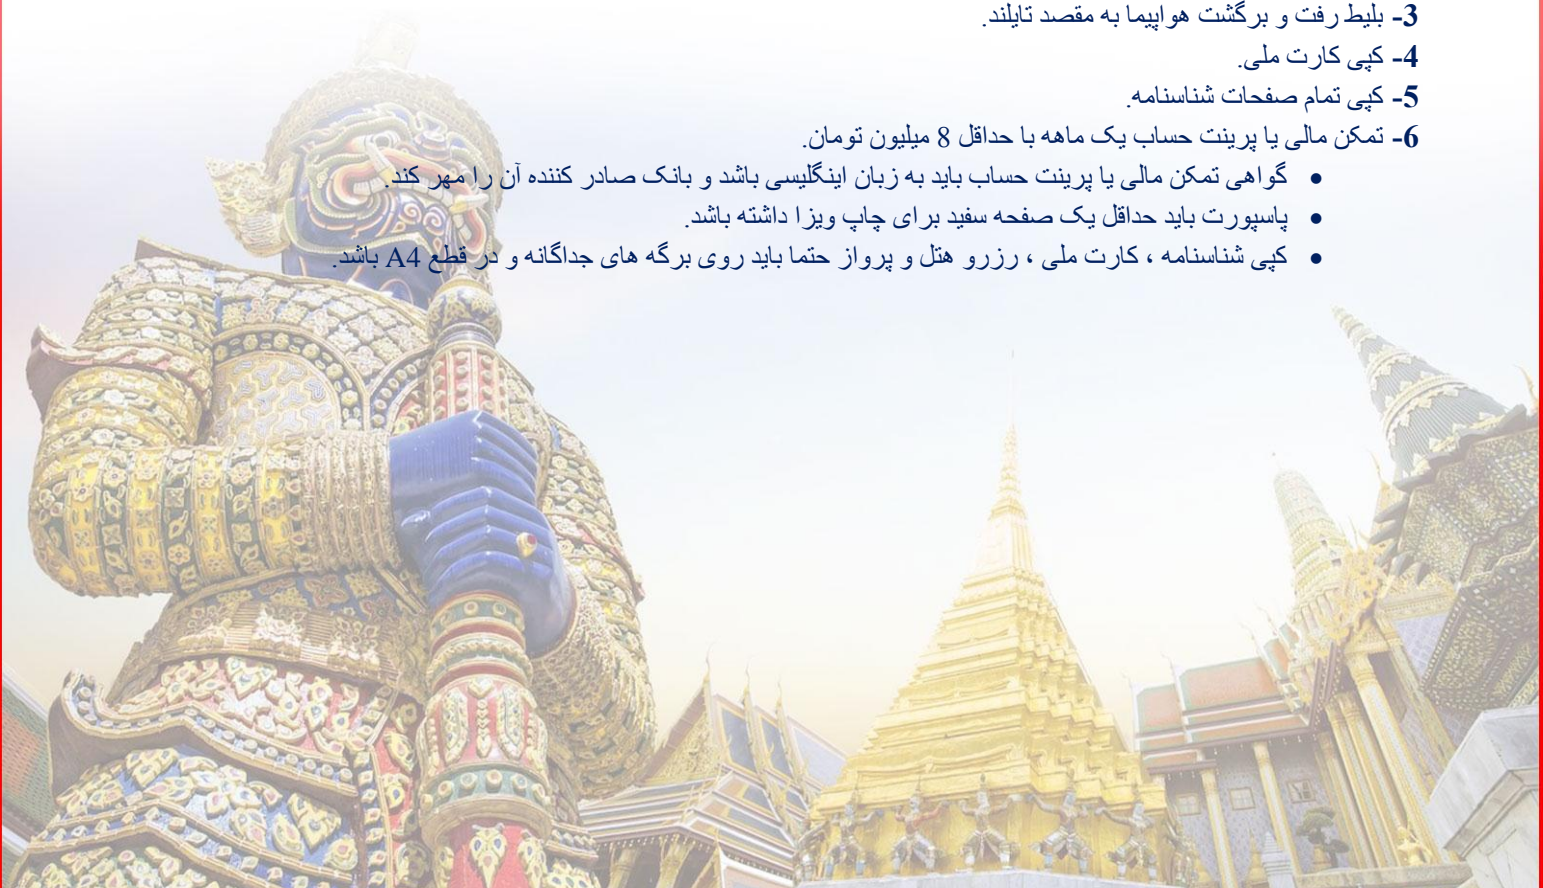 3- بلیط رفت و برگشت هواپیما به مقصد تایلند.
4- کپی کارت ملی.
5- کپی تمام صفحات شناسنامه.
6- تمکن مالی یا پرینت حساب یک ماهه با حداقل 8 میلیون تومان.
• گواهی تمکن مالی یا پرینت حساب باید به زبان اینگلیسی باشد و بانک صادر کننده آن را مهر کند.
• پاسپورت باید حداقل یک صفحه سفید برای چاپ ویزا داشته باشد.
• کپی شناسنامه ، کارت ملی ، رزرو هتل و پرواز حتما باید روی برگه های جداگانه و در قطع A4 باشد.